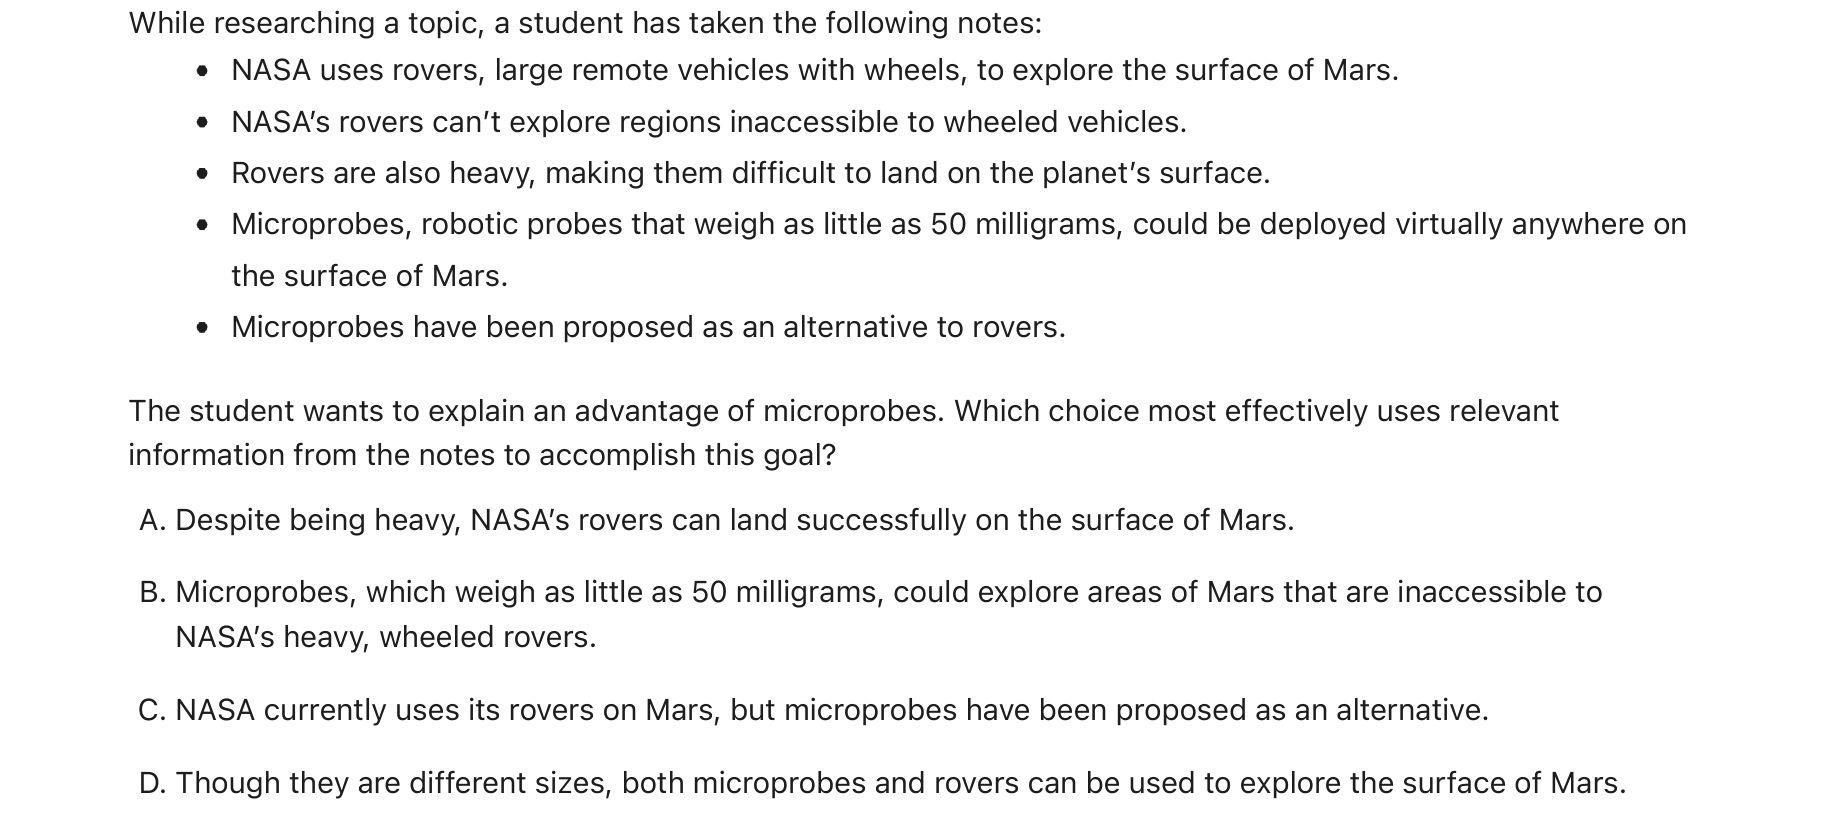 While researching a topic, a student has taken the following notes:
• NASA uses rovers, large remote vehicles with wheels, to explore the surface of Mars.
• NASA’s rovers can’t explore regions inaccessible to wheeled vehicles.
• Rovers are also heavy, making them difficult to land on the planet’s surface.
• Microprobes, robotic probes that weigh as little as 50 milligrams, could be deployed virtually anywhere on
the surface of Mars.
• Microprobes have been proposed as an alternative to rovers.
The student wants to explain an advantage of microprobes. Which choice most effectively uses relevant
information from the notes to accomplish this goal?
A. Despite being heavy, NASA’s rovers can land successfully on the surface of Mars.
B. Microprobes, which weigh as little as 50 milligrams, could explore areas of Mars that are inaccessible to
NASA’s heavy, wheeled rovers.
C. NASA currently uses its rovers on Mars, but microprobes have been proposed as an alternative.
D. Though they are different sizes, both microprobes and rovers can be used to explore the surface of Mars.